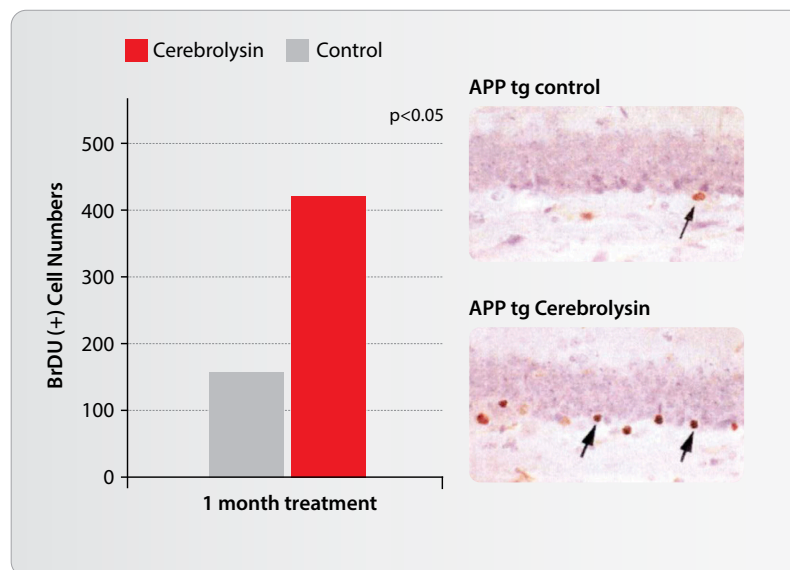 Cerebrolysin
Control
APP tg control
p<0.05
500
400
300
200
100
0
BrDU (+) Cell Numbers
1 month treatment
APP tg Cerebrolysin